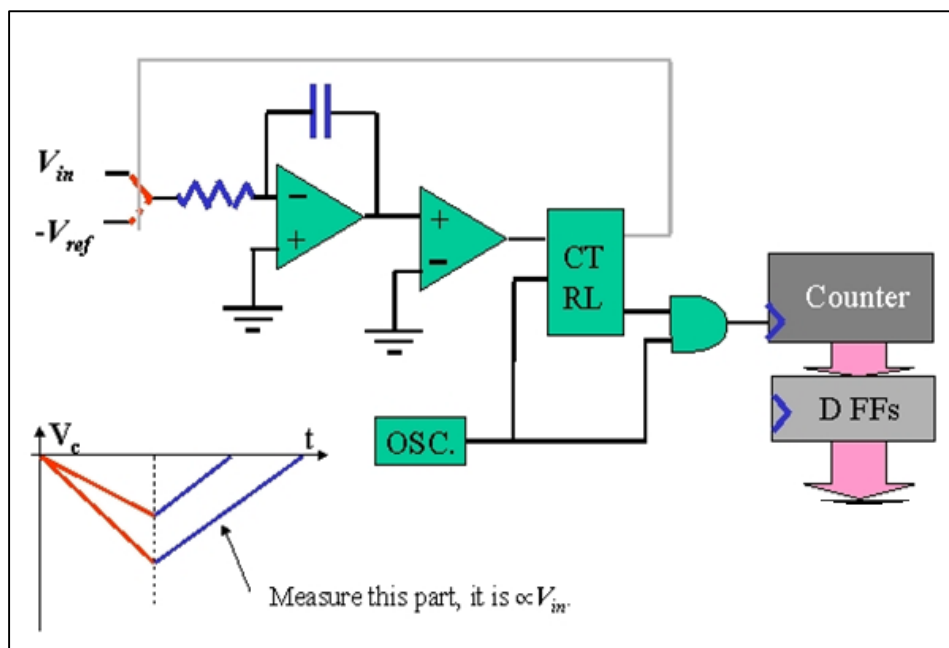 V_in
-V_ref
−
+
+
−
CT
RL
Counter
D FFs
OSC.
V_c
t
Measure this part, it is ∝V_in.